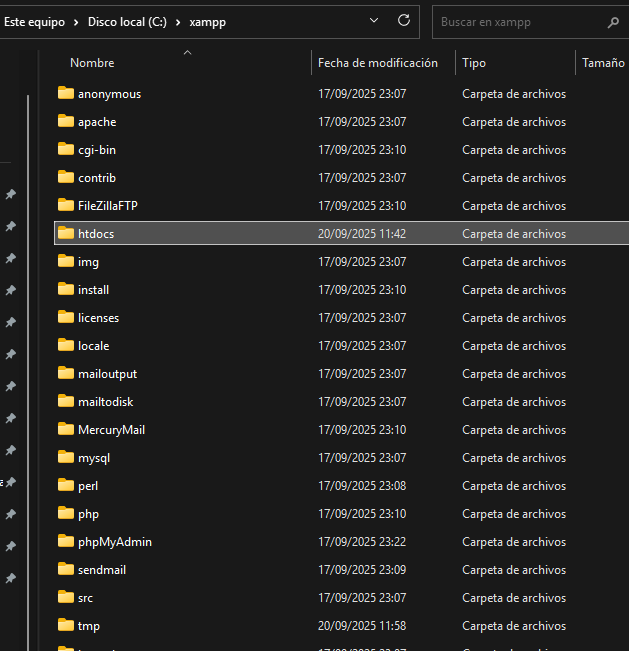 Este equipo > Disco local (C:) > xampp
Buscar en xampp
Nombre Fecha de modificación Tipo Tamaño
anonymous 17/09/2025 23:07 Carpeta de archivos
apache 17/09/2025 23:07 Carpeta de archivos
cgi-bin 17/09/2025 23:10 Carpeta de archivos
contrib 17/09/2025 23:07 Carpeta de archivos
FileZillaFTP 17/09/2025 23:10 Carpeta de archivos
htdocs 20/09/2025 11:42 Carpeta de archivos
img 17/09/2025 23:07 Carpeta de archivos
install 17/09/2025 23:10 Carpeta de archivos
licenses 17/09/2025 23:07 Carpeta de archivos
locale 17/09/2025 23:07 Carpeta de archivos
mailoutput 17/09/2025 23:07 Carpeta de archivos
mailtodisk 17/09/2025 23:07 Carpeta de archivos
MercuryMail 17/09/2025 23:10 Carpeta de archivos
mysql 17/09/2025 23:07 Carpeta de archivos
perl 17/09/2025 23:08 Carpeta de archivos
php 17/09/2025 23:10 Carpeta de archivos
phpMyAdmin 17/09/2025 23:22 Carpeta de archivos
sendmail 17/09/2025 23:09 Carpeta de archivos
src 17/09/2025 23:07 Carpeta de archivos
tmp 20/09/2025 11:58 Carpeta de archivos